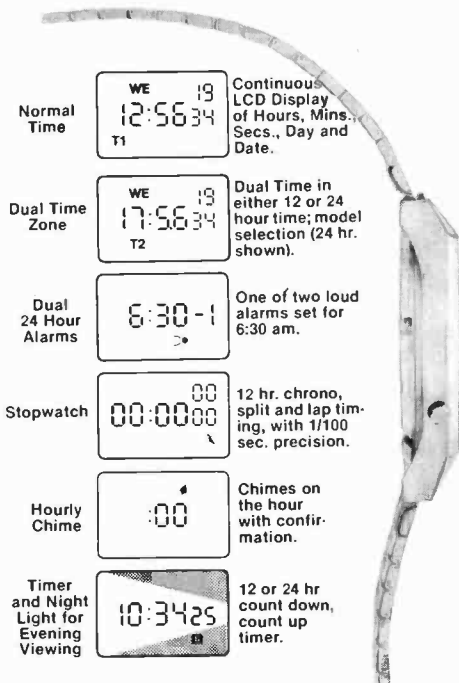 Normal
Time
WE 19
12:56 34
T1
Continuous
LCD Display
of Hours, Mins.,
Secs., Day and
Date.
Dual Time
Zone
WE 19
17:56 34
T2
Dual Time in
either 12 or 24
hour time; model
selection (24 hr.
shown).
Dual
24 Hour
Alarms
6:30-1
One of two loud
alarms set for
6:30 am.
Stopwatch
00
00:00 00
12 hr. chrono,
split and lap tim-
ing, with 1/100
sec. precision.
Hourly
Chime
:00
Chimes on
the hour
with confir-
mation.
Timer
and Night
Light for
Evening
Viewing
10:34 25
12 or 24 hr
count down,
count up
timer.